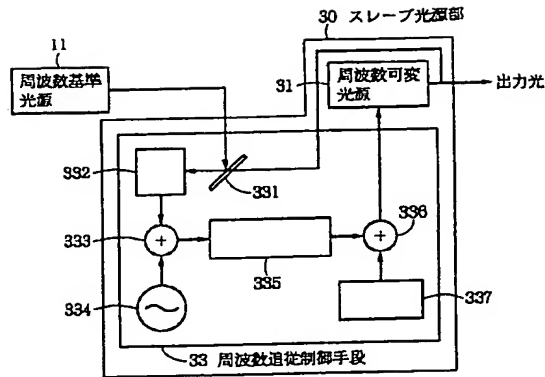 30 スレーブ光源部
11
周波数基準
光源
31
周波数可変
光源
出力光
332
331
333
+
335
+
336
334
337
33 周波数追従制御手段